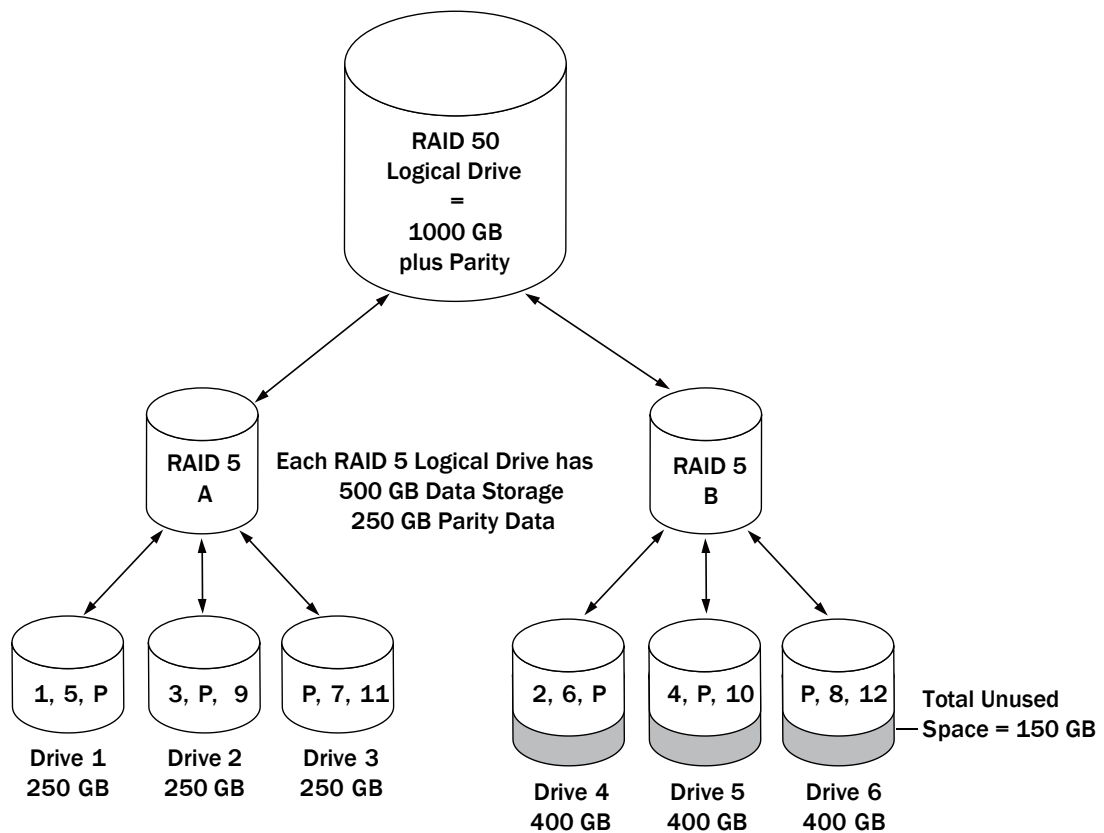 RAID 50
Logical Drive
=
1000 GB
plus Parity
RAID 5
A
Each RAID 5 Logical Drive has
500 GB Data Storage
250 GB Parity Data
RAID 5
B
1, 5, P
3, P, 9
P, 7, 11
2, 6, P
4, P, 10
P, 8, 12
Total Unused
Space = 150 GB
Drive 1
250 GB
Drive 2
250 GB
Drive 3
250 GB
Drive 4
400 GB
Drive 5
400 GB
Drive 6
400 GB